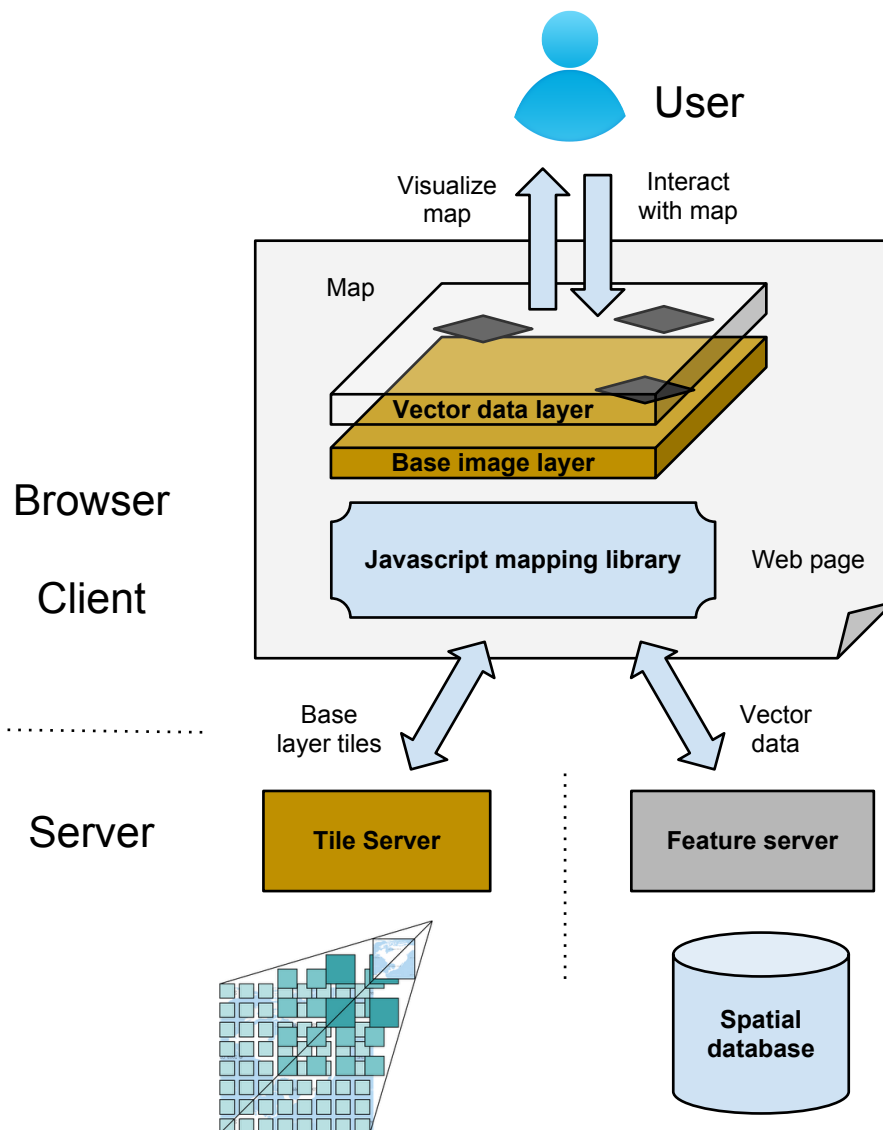 User
Visualize
map
Interact
with map
Map
Vector data layer
Base image layer
Browser
Client
Javascript mapping library
Web page
Base
layer tiles
Vector
data
Server
Tile Server
Feature server
Spatial
database